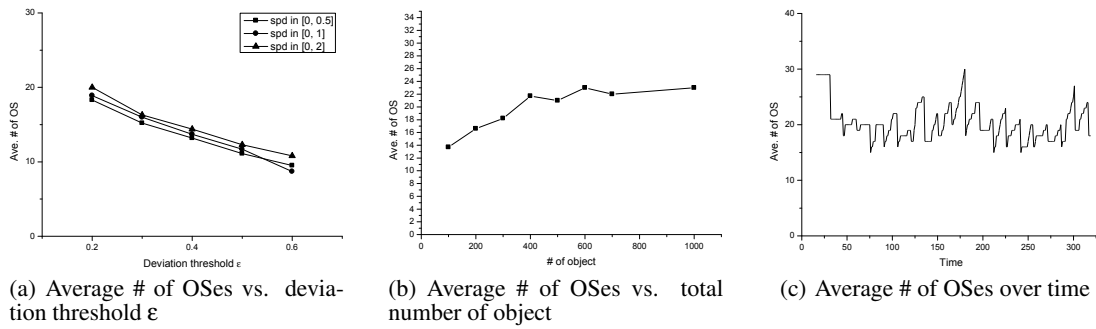 30
20
10
0
Ave. # of OS
spd in [0, 0.5]
spd in [0, 1]
spd in [0, 2]
0.2 0.4 0.6
Deviation threshold ε
(a) Average # of OSes vs. devia-
tion threshold ε
34
32
30
28
26
24
22
20
18
16
14
12
10
8
6
4
2
0
Ave. # of OS
0 200 400 600 800 1000
# of object
(b) Average # of OSes vs. total
number of object
40
30
20
10
0
Ave. # of OS
0 50 100 150 200 250 300
Time
(c) Average # of OSes over time